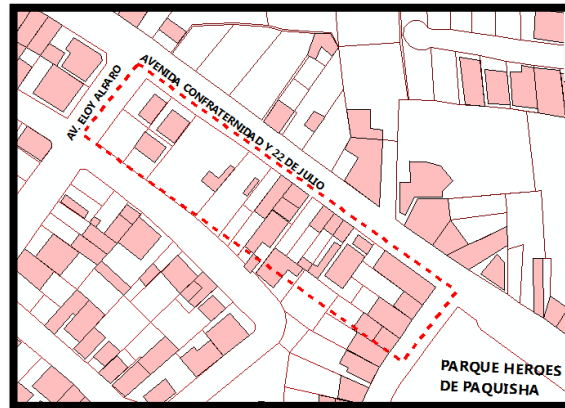 AVENIDA CONFRATERNIDAD Y 22 DE JULIO
AV. ELOY ALFARO
PARQUE HEROES
DE PAQUISHA